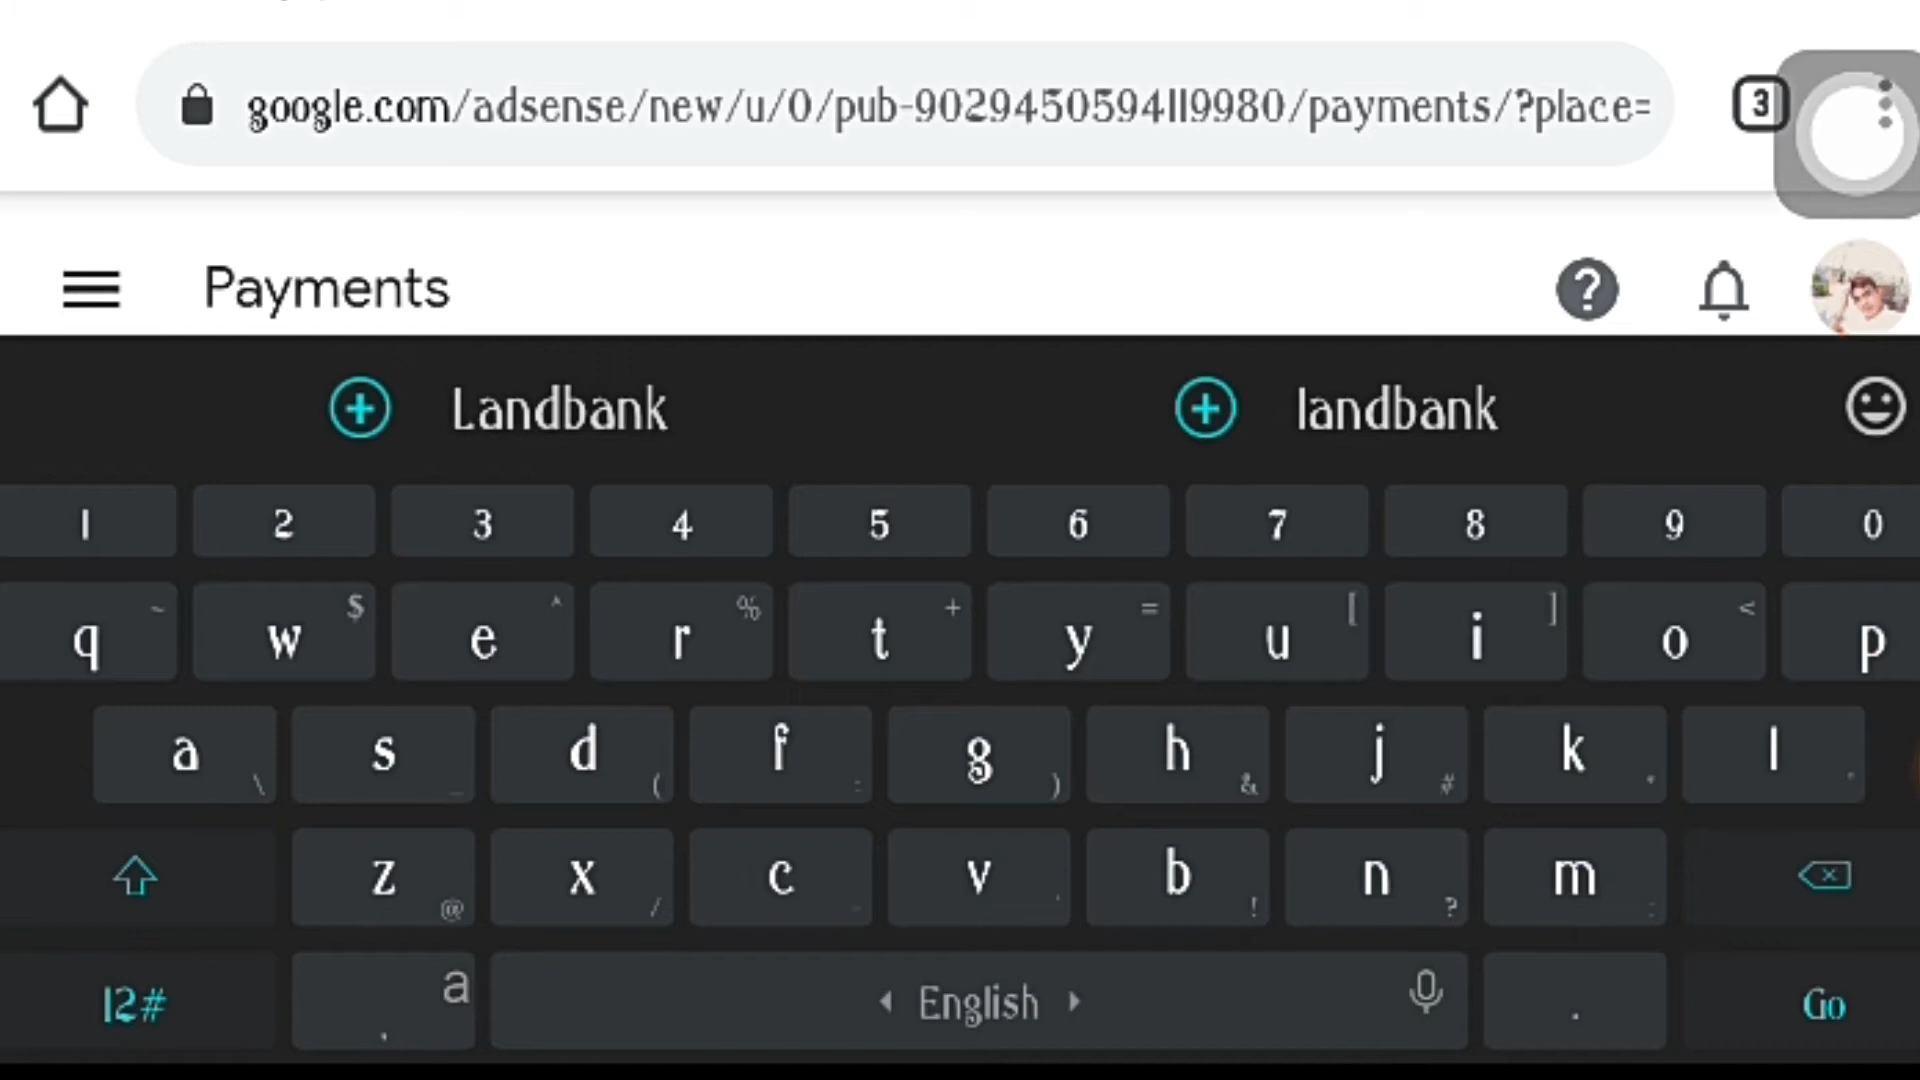 google.com/adsense/new/u/0/pub-9029450594119980/payments/?place=
3
Payments
Landbank landbank
1 2 3 4 5 6 7 8 9 0
q ~ w $ e ^ r % t + y = u [ i ] o < p
a \ s _ d ( f : g ) h & j # k * l
z @ x / c - v ' b ! n ? m ;
12# , a English . Go